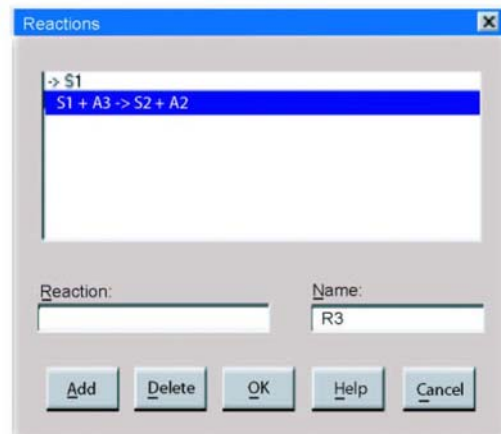 Reactions
-> S1
S1 + A3 -> S2 + A2
Reaction:
Name:
R3
Add
Delete
OK
Help
Cancel